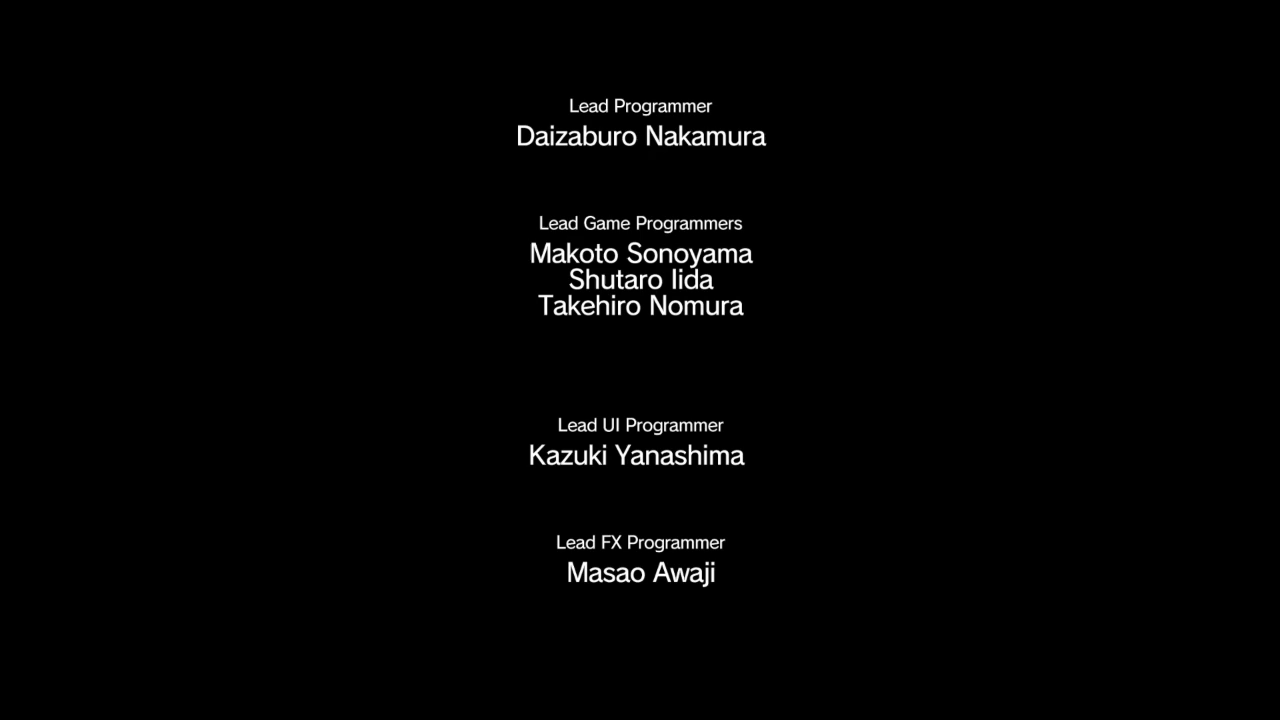 Lead Programmer
Daizaburo Nakamura
Lead Game Programmers
Makoto Sonoyama
Shutaro Iida
Takehiro Nomura
Lead UI Programmer
Kazuki Yanashima
Lead FX Programmer
Masao Awaji